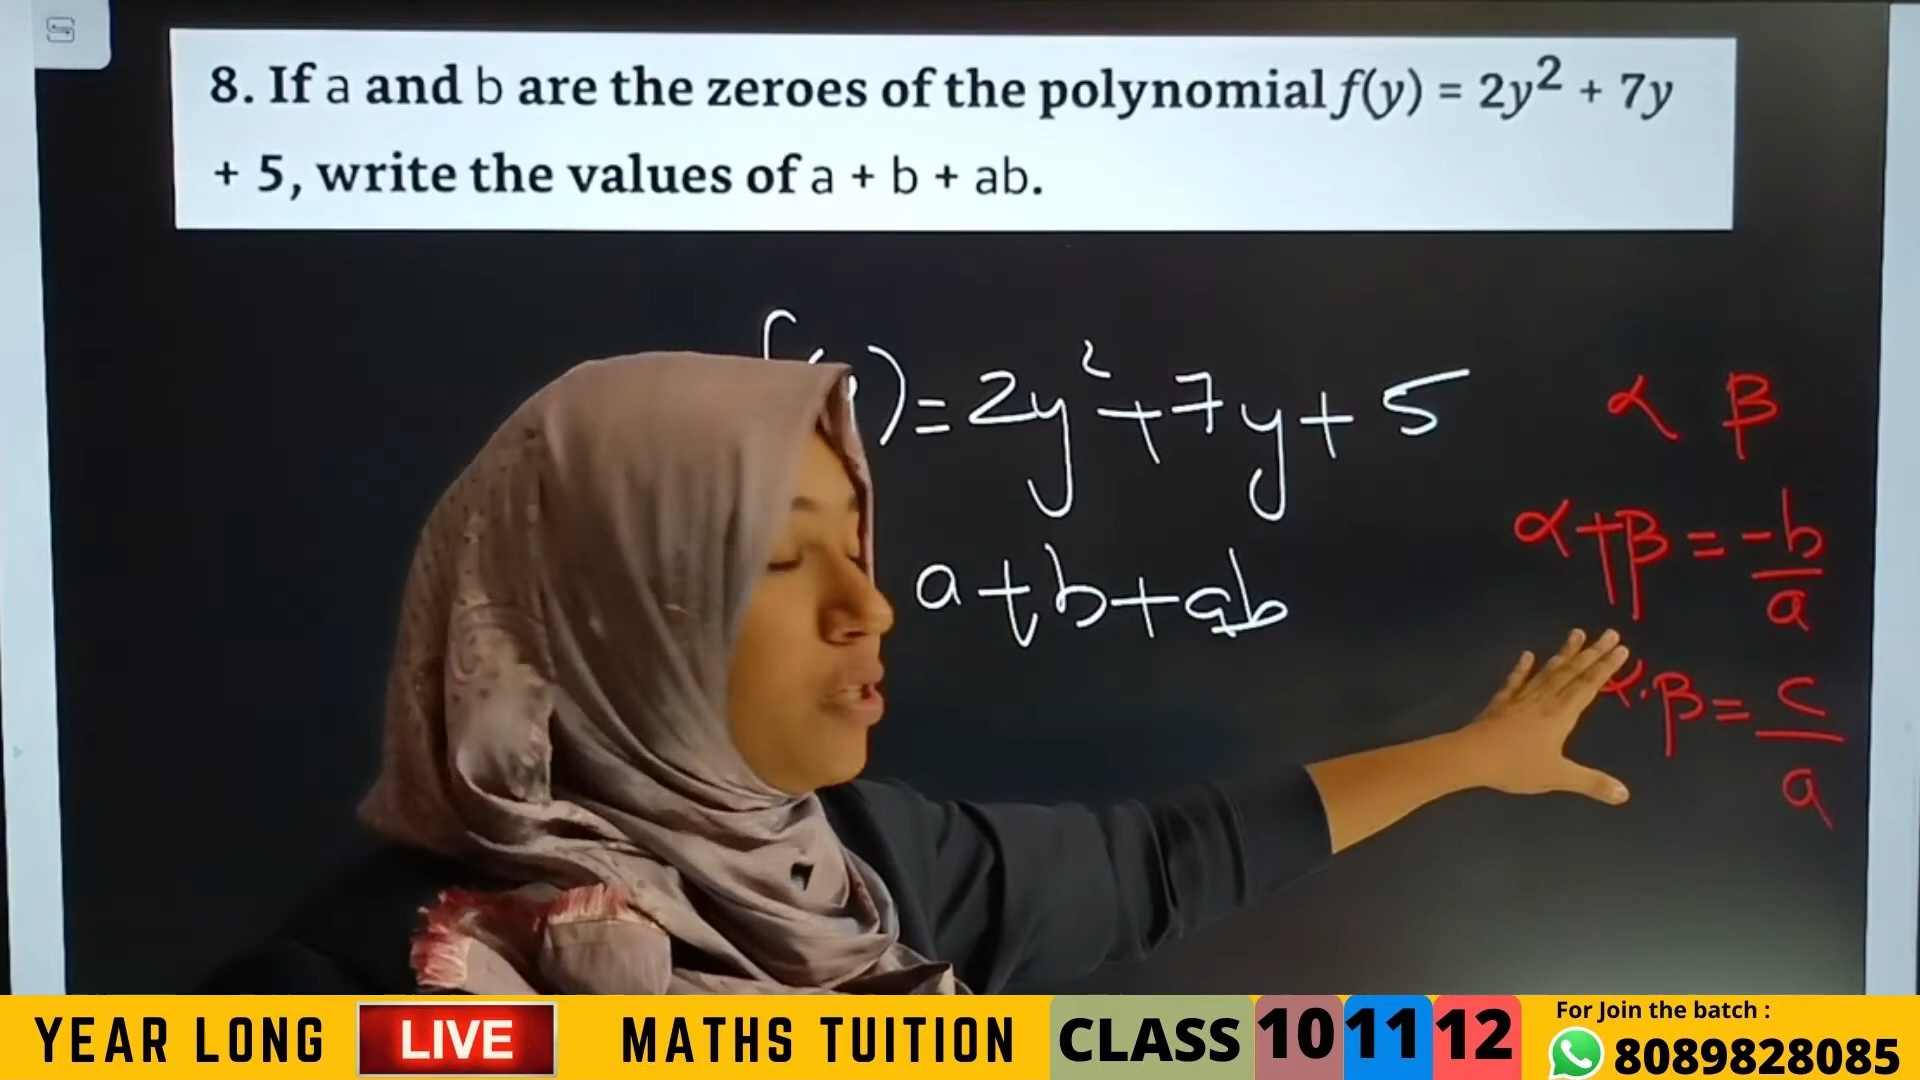 8. If a and b are the zeroes of the polynomial f(y) = 2y² + 7y
+ 5, write the values of a + b + ab.
f( ) = 2y² + 7y + 5
a + b + ab
α β
α + β = -b/a
α · β = c/a
YEAR LONG LIVE MATHS TUITION CLASS 10 11 12
For Join the batch :
8089828085